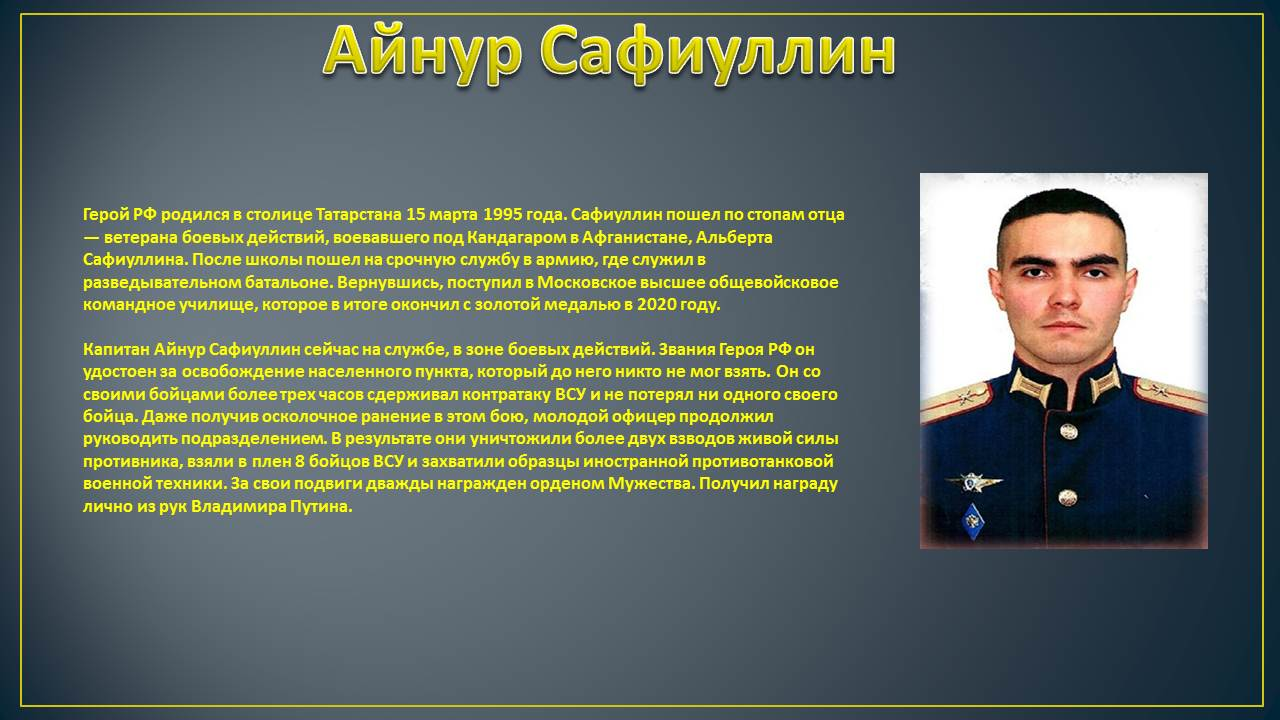 Айнур Сафиуллин
Герой РФ родился в столице Татарстана 15 марта 1995 года. Сафиуллин пошел по стопам отца
— ветерана боевых действий, воевавшего под Кандагаром в Афганистане, Альберта
Сафиуллина. После школы пошел на срочную службу в армию, где служил в
разведывательном батальоне. Вернувшись, поступил в Московское высшее общевойсковое
командное училище, которое в итоге окончил с золотой медалью в 2020 году.
Капитан Айнур Сафиуллин сейчас на службе, в зоне боевых действий. Звания Героя РФ он
удостоен за освобождение населенного пункта, который до него никто не мог взять. Он со
своими бойцами более трех часов сдерживал контратаку ВСУ и не потерял ни одного своего
бойца. Даже получив осколочное ранение в этом бою, молодой офицер продолжил
руководить подразделением. В результате они уничтожили более двух взводов живой силы
противника, взяли в плен 8 бойцов ВСУ и захватили образцы иностранной противотанковой
военной техники. За свои подвиги дважды награжден орденом Мужества. Получил награду
лично из рук Владимира Путина.